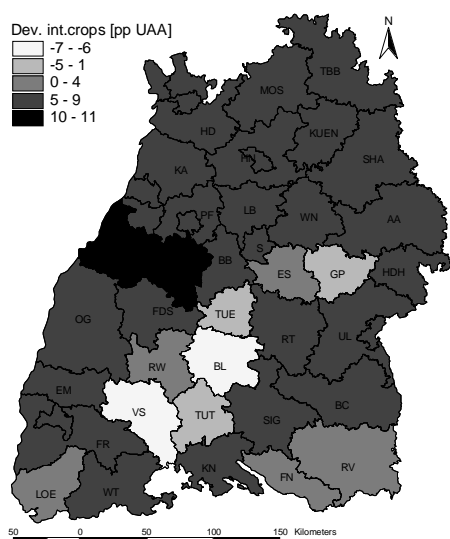 Dev. int.crops [pp UAA]
-7 - -6
-5 - 1
0 - 4
5 - 9
10 - 11
N
TBB
MOS
HD
KUEN
HN
SHA
KA
PF
LB
WN
AA
S
BB
ES
GP
HDH
OG
FDS
TUE
RT
UL
RW
BL
EM
VS
TUT
SIG
BC
FR
KN
FN
RV
LOE
WT
50 0 50 100 150 Kilometers